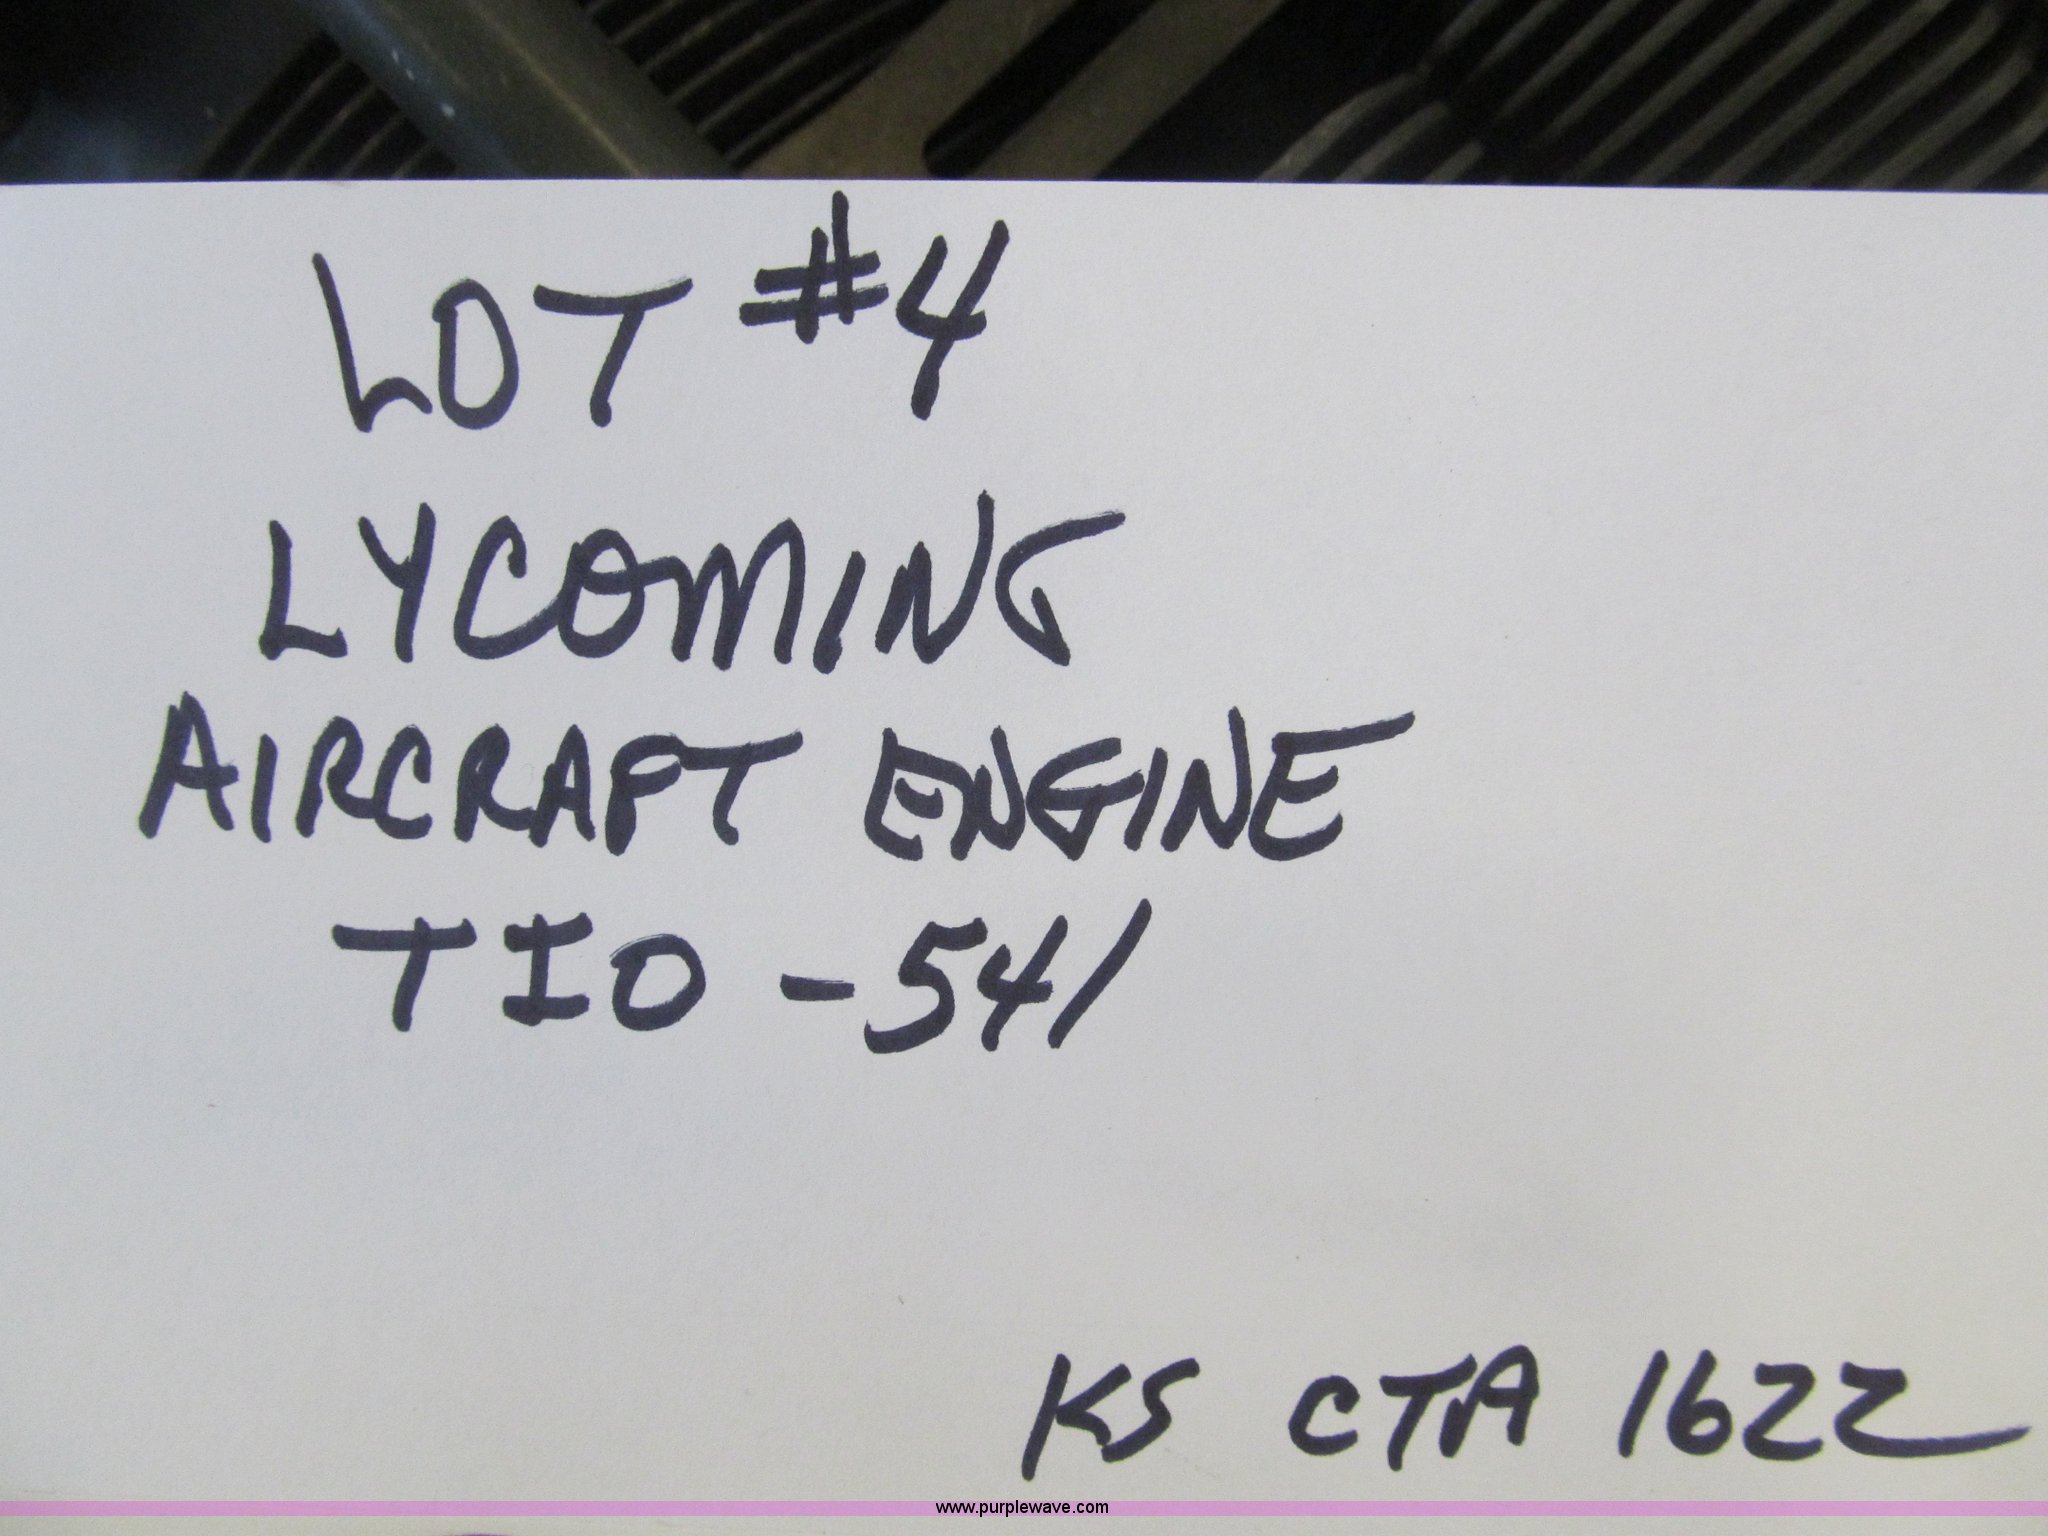 LOT #4
LYCOMING
AIRCRAFT ENGINE
TIO - 541
KS CTA 1622
www.purplewave.com